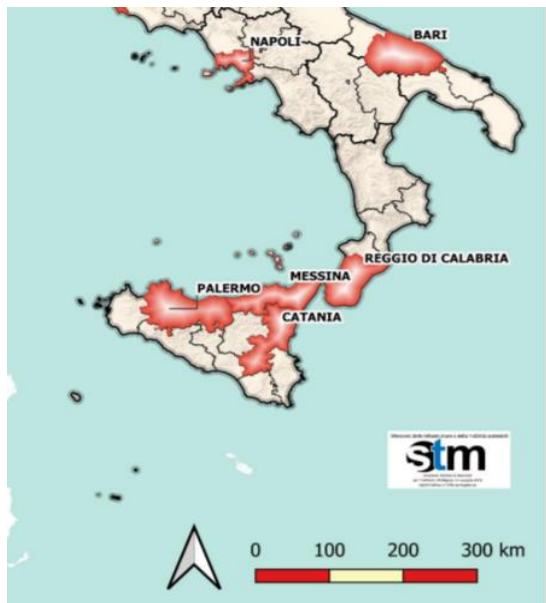 NAPOLI
BARI
REGGIO DI CALABRIA
MESSINA
PALERMO
CATANIA
stm
0 100 200 300 km